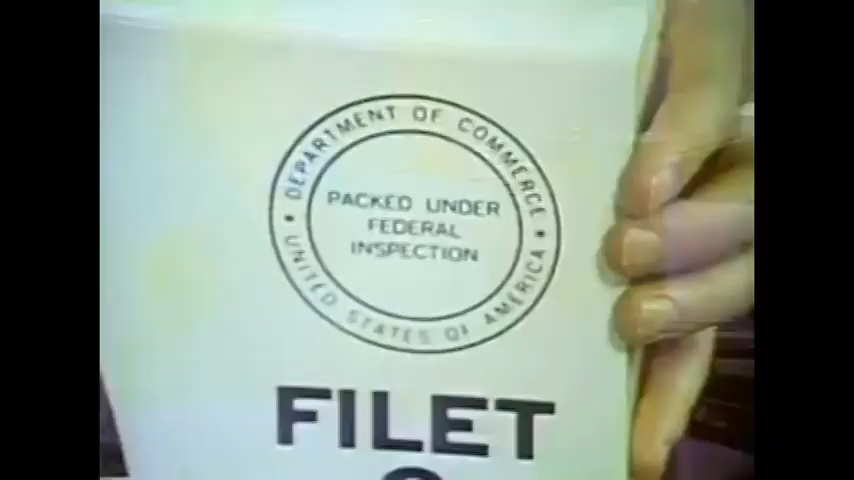 DEPARTMENT OF COMMERCE
PACKED UNDER
FEDERAL
INSPECTION
UNITED STATES OF AMERICA
FILET